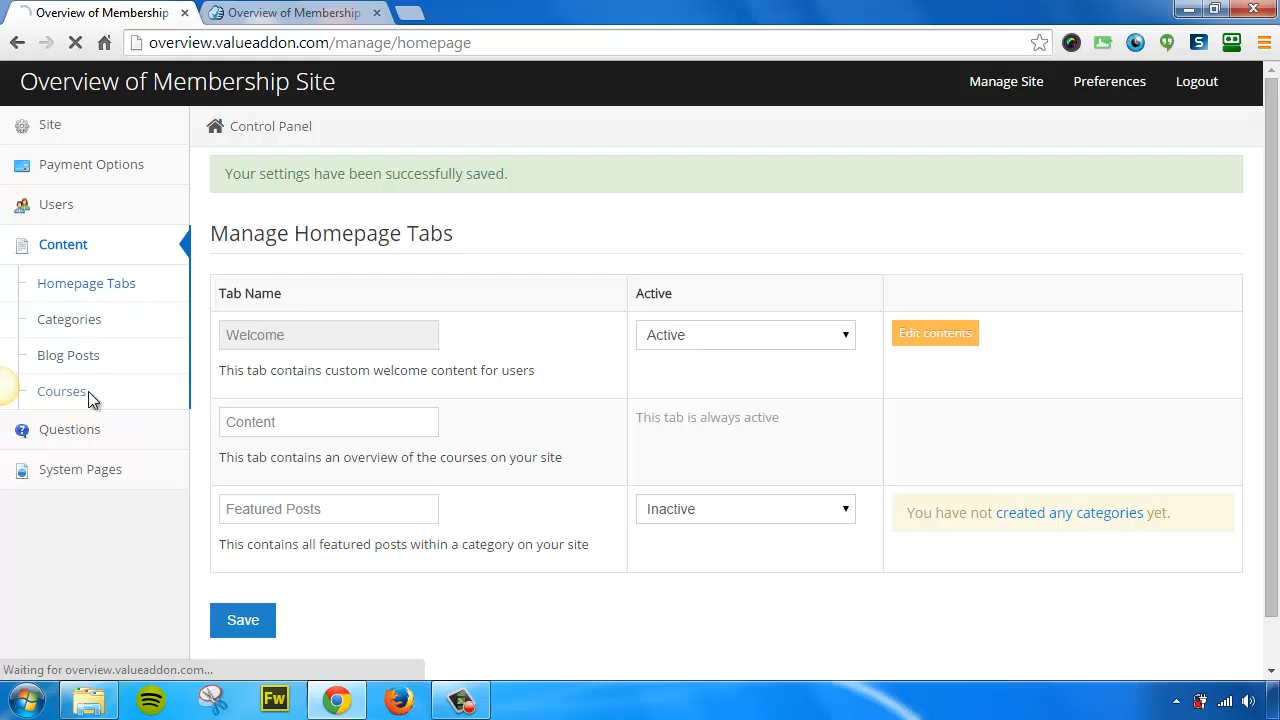 Overview of Membership
Overview of Membership
overview.valueaddon.com/manage/homepage
Overview of Membership Site
Manage Site
Preferences
Logout
Site
Payment Options
Users
Content
Homepage Tabs
Categories
Blog Posts
Courses
Questions
System Pages
Control Panel
Your settings have been successfully saved.
Manage Homepage Tabs
Tab Name
Active
Welcome
Active
Edit contents
This tab contains custom welcome content for users
Content
This tab is always active
This tab contains an overview of the courses on your site
Featured Posts
Inactive
You have not created any categories yet.
This contains all featured posts within a category on your site
Save
Waiting for overview.valueaddon.com...
Fw